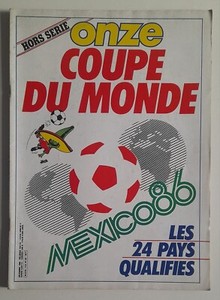 HORS SERIE
onze
COUPE
DU MONDE
MEXICO86
LES
24 PAYS
QUALIFIES